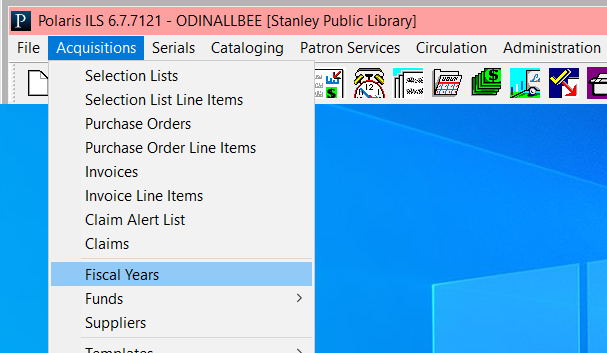 P Polaris ILS 6.7.7121 - ODINALLBEE [Stanley Public Library]
File Acquisitions Serials Cataloging Patron Services Circulation Administration
Selection Lists
Selection List Line Items
Purchase Orders
Purchase Order Line Items
Invoices
Invoice Line Items
Claim Alert List
Claims
Fiscal Years
Funds
Suppliers
Templates